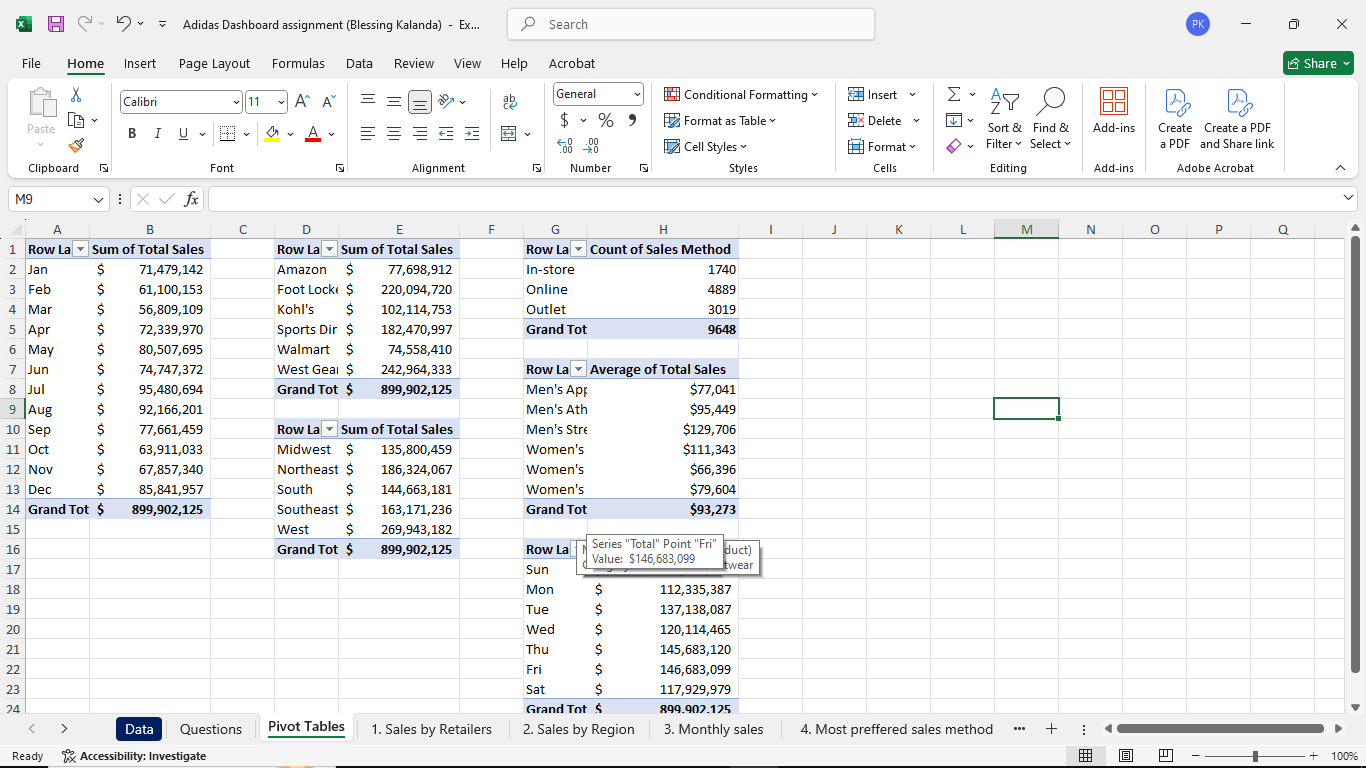 Adidas Dashboard assignment (Blessing Kalanda) - Ex...
Search
PK
File Home Insert Page Layout Formulas Data Review View Help Acrobat
Share
Paste
Calibri 11
B I U A
General
$ % 9
Conditional Formatting
Format as Table
Cell Styles
Insert
Delete
Format
Sort & Filter
Find & Select
Add-ins
Create a PDF
Create a PDF and Share link
Clipboard Font Alignment Number Styles Cells Editing Add-ins Adobe Acrobat
M9 fx
A B C D E F G H I J K L M N O P Q
1 Row La Sum of Total Sales Row La Sum of Total Sales Row La Count of Sales Method
2 Jan $ 71,479,142 Amazon $ 77,698,912 In-store 1740
3 Feb $ 61,100,153 Foot Locke $ 220,094,720 Online 4889
4 Mar $ 56,809,109 Kohl's $ 102,114,753 Outlet 3019
5 Apr $ 72,339,970 Sports Dir $ 182,470,997 Grand Tot 9648
6 May $ 80,507,695 Walmart $ 74,558,410
7 Jun $ 74,747,372 West Gear $ 242,964,333 Row La Average of Total Sales
8 Jul $ 95,480,694 Grand Tot $ 899,902,125 Men's App $77,041
9 Aug $ 92,166,201 Men's Ath $95,449
10 Sep $ 77,661,459 Row La Sum of Total Sales Men's Stre $129,706
11 Oct $ 63,911,033 Midwest $ 135,800,459 Women's $111,343
12 Nov $ 67,857,340 Northeast $ 186,324,067 Women's $66,396
13 Dec $ 85,841,957 South $ 144,663,181 Women's $79,604
14 Grand Tot $ 899,902,125 Southeast $ 163,171,236 Grand Tot $93,273
15 West $ 269,943,182
16 Grand Tot $ 899,902,125 Row La
Series "Total" Point "Fri" duct)
Value: $146,683,099 twear
17 Sun
18 Mon $ 112,335,387
19 Tue $ 137,138,087
20 Wed $ 120,114,465
21 Thu $ 145,683,120
22 Fri $ 146,683,099
23 Sat $ 117,929,979
24 Grand Tot $ 899,902,125
Data Questions Pivot Tables 1. Sales by Retailers 2. Sales by Region 3. Monthly sales 4. Most preffered sales method
Ready Accessibility: Investigate 100%